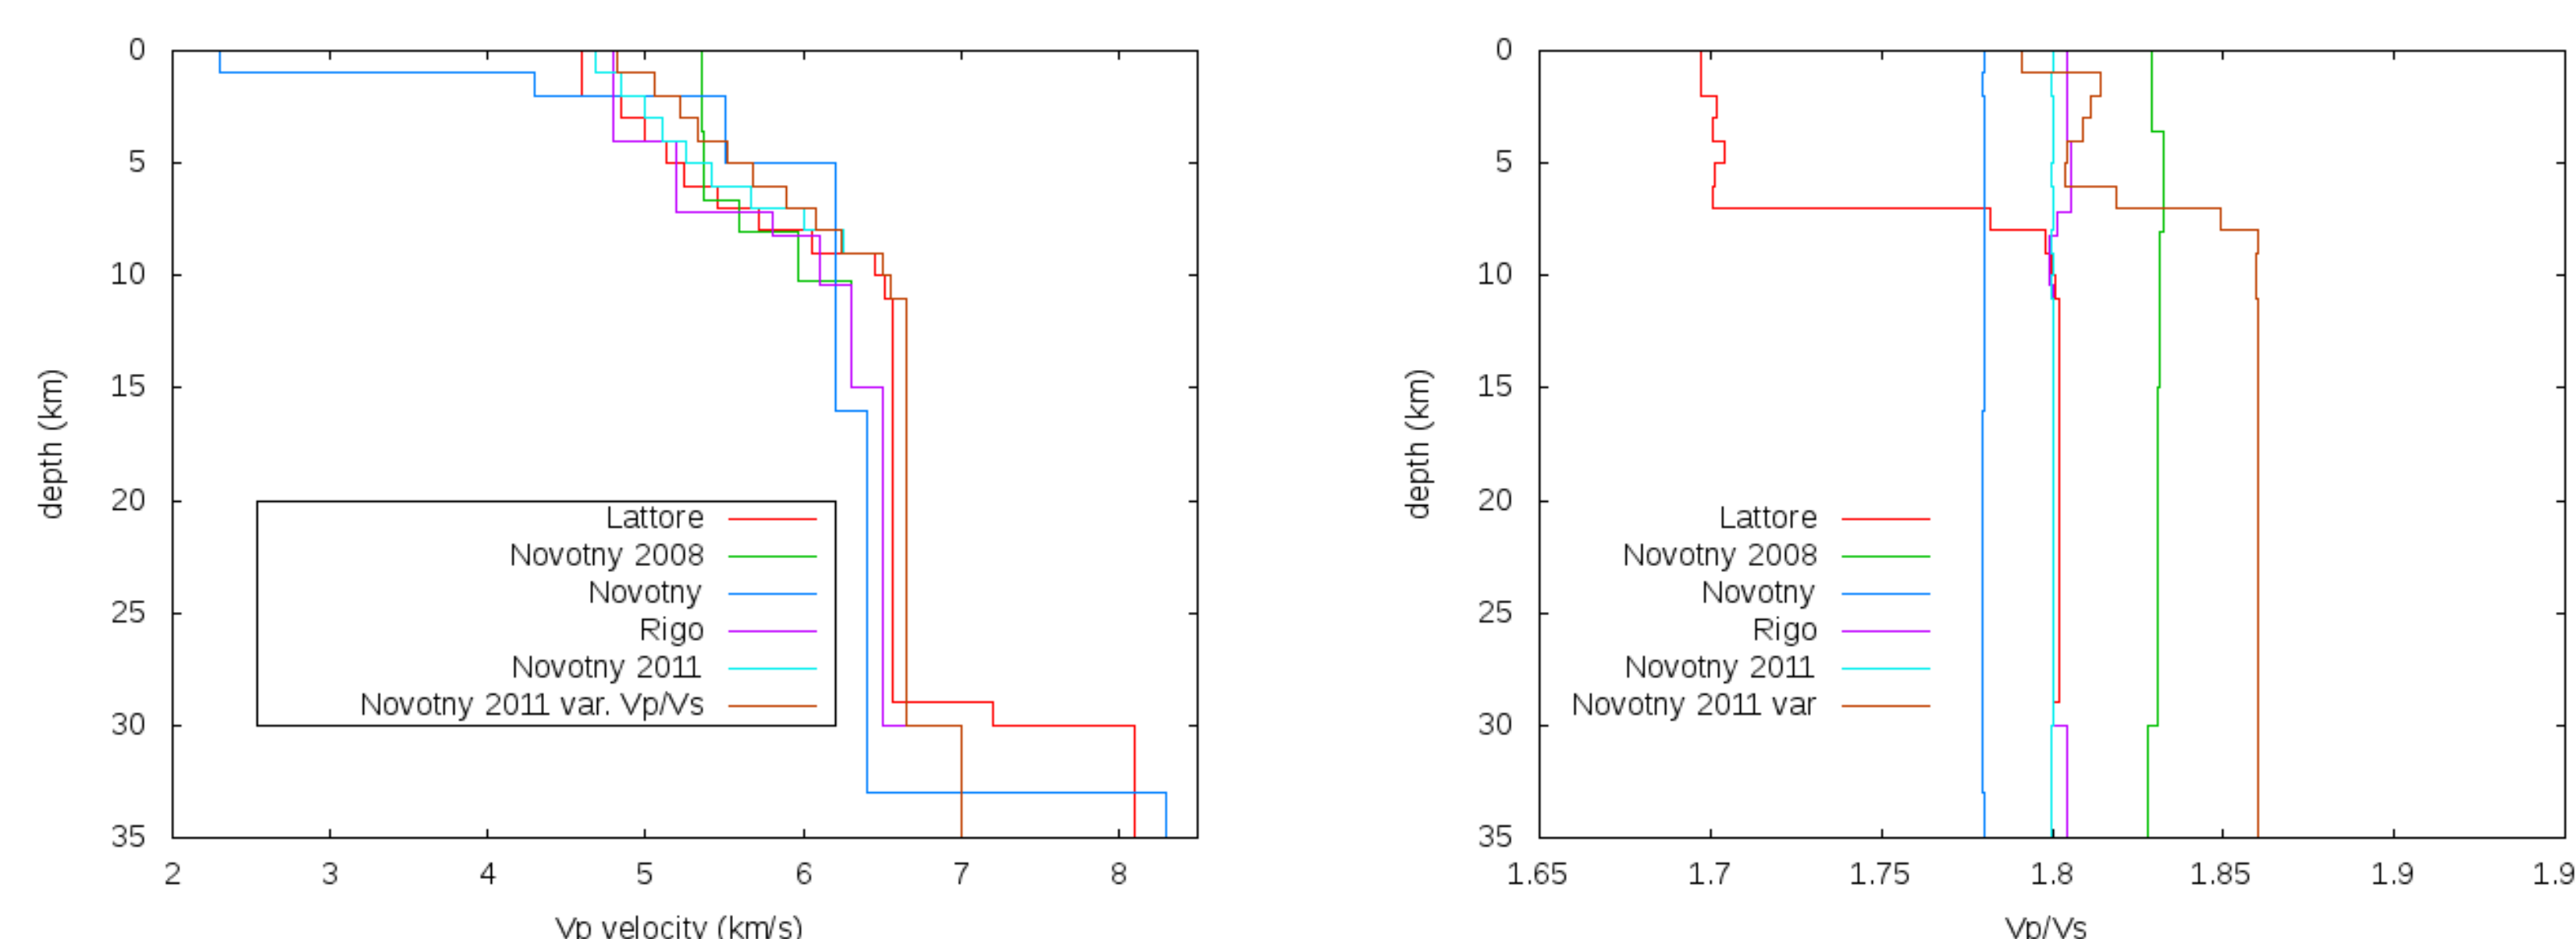 0
5
10
15
20
25
30
35
depth (km)
Lattore
Novotny 2008
Novotny
Rigo
Novotny 2011
Novotny 2011 var. Vp/Vs
2 3 4 5 6 7 8
Vp velocity (km/s)
0
5
10
15
20
25
30
35
depth (km)
Lattore
Novotny 2008
Novotny
Rigo
Novotny 2011
Novotny 2011 var
1.65 1.7 1.75 1.8 1.85 1.9 1.9
Vp/Vs